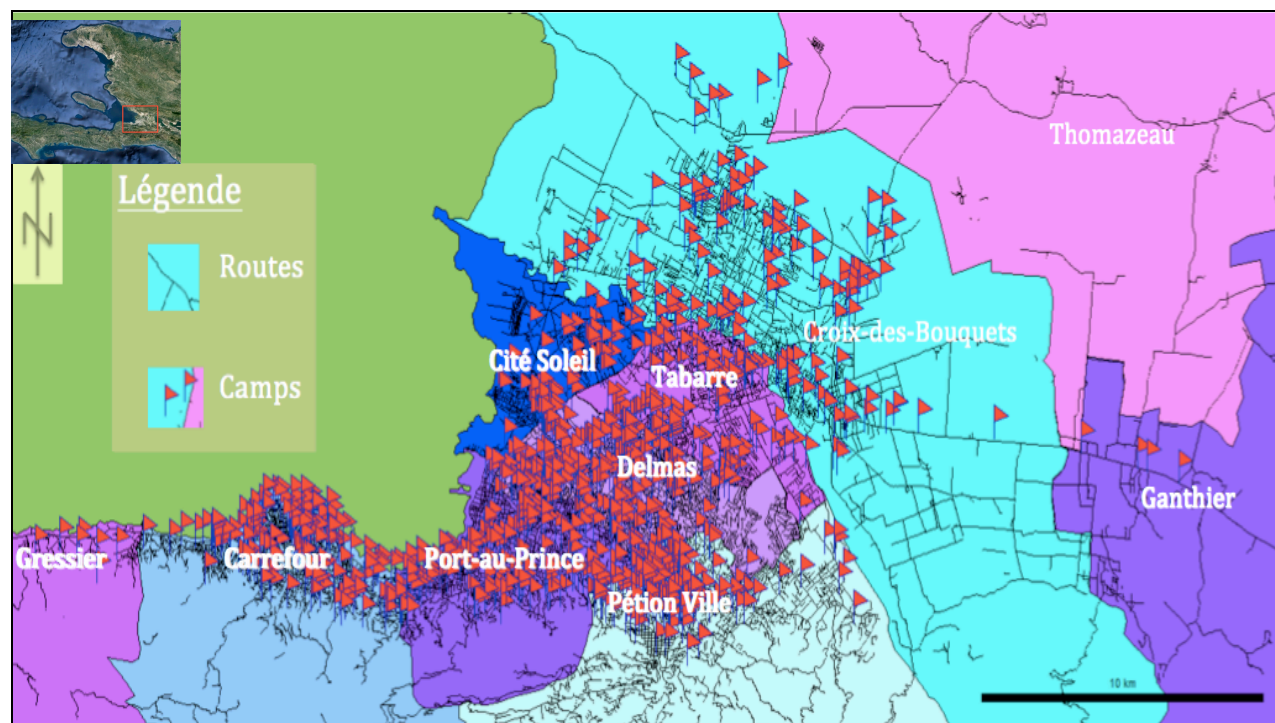 Légende
N
Routes
Camps
Thomazeau
Croix-des-Bouquets
Cité Soleil
Tabarre
Delmas
Ganthier
Gressier
Carrefour
Port-au-Prince
Pétion Ville
10 km